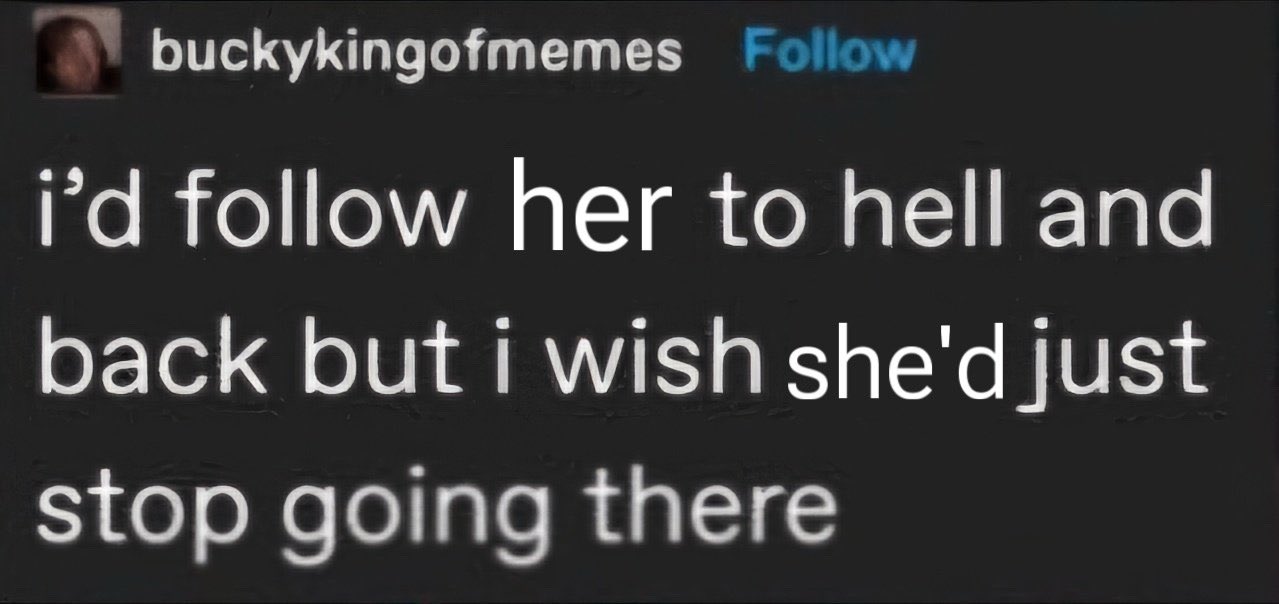 buckykingofmemes Follow
i’d follow her to hell and
back but i wish she'd just
stop going there